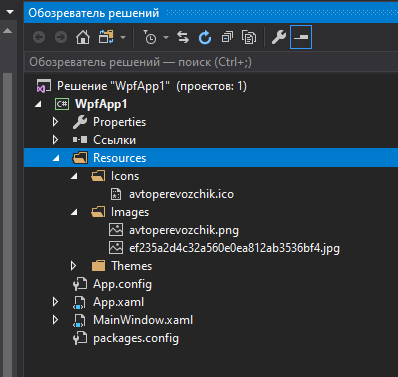 Обозреватель решений
Обозреватель решений — поиск (Ctrl+;)
Решение "WpfApp1" (проектов: 1)
C# WpfApp1
Properties
Ссылки
Resources
Icons
avtoperevozchik.ico
Images
avtoperevozchik.png
ef235a2d4c32a560e0ea812ab3536bf4.jpg
Themes
App.config
App.xaml
MainWindow.xaml
packages.config